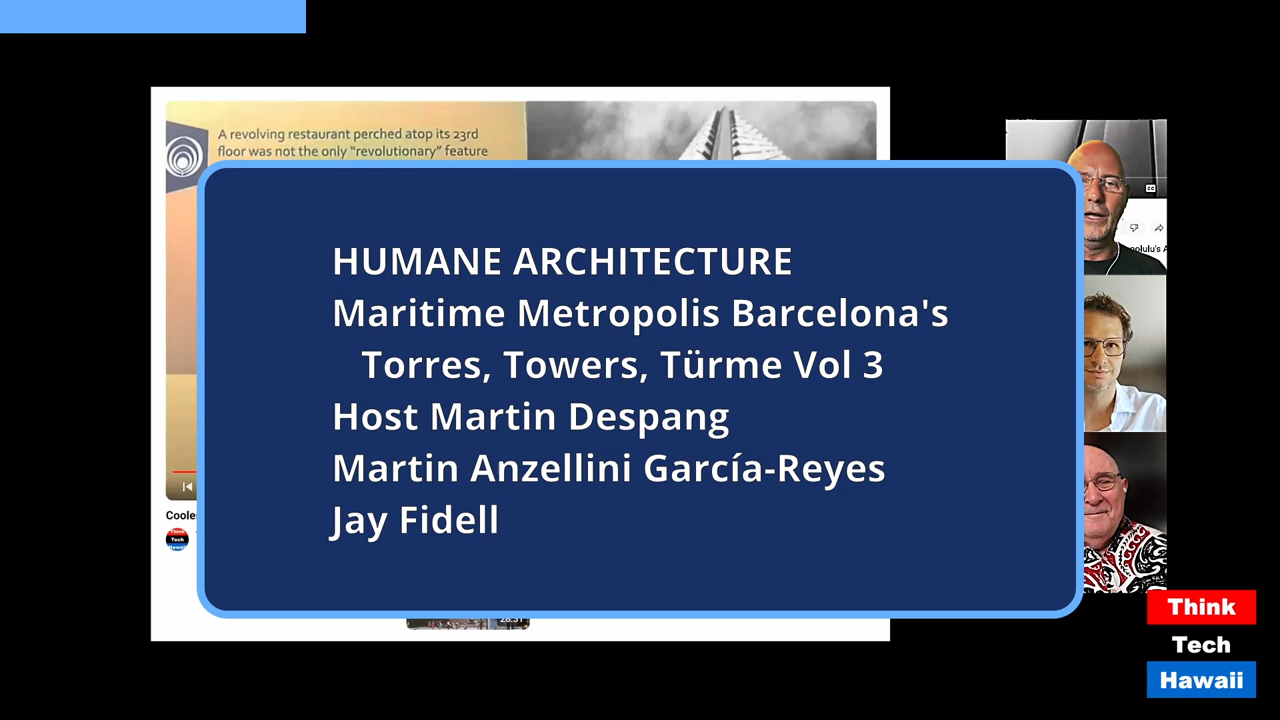 A revolving restaurant perched atop its 23rd
floor was not the only "revolutionary" feature
HUMANE ARCHITECTURE
Maritime Metropolis Barcelona's
Torres, Towers, Türme Vol 3
Host Martin Despang
Martin Anzellini García-Reyes
Jay Fidell
Think
Tech
Hawaii